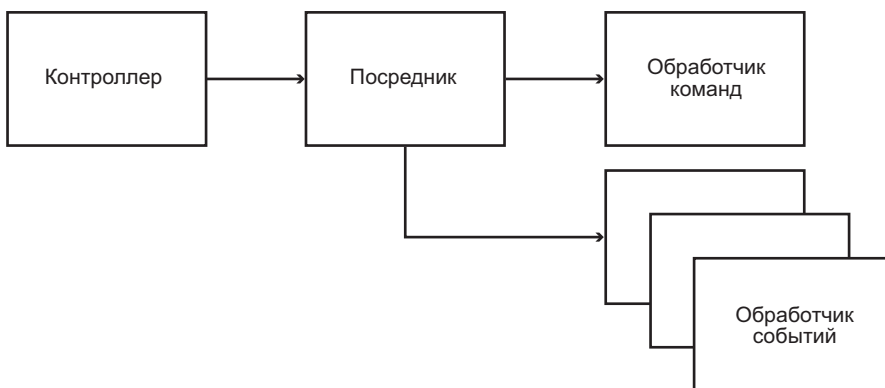 Контроллер
Посредник
Обработчик
команд
Обработчик
событий